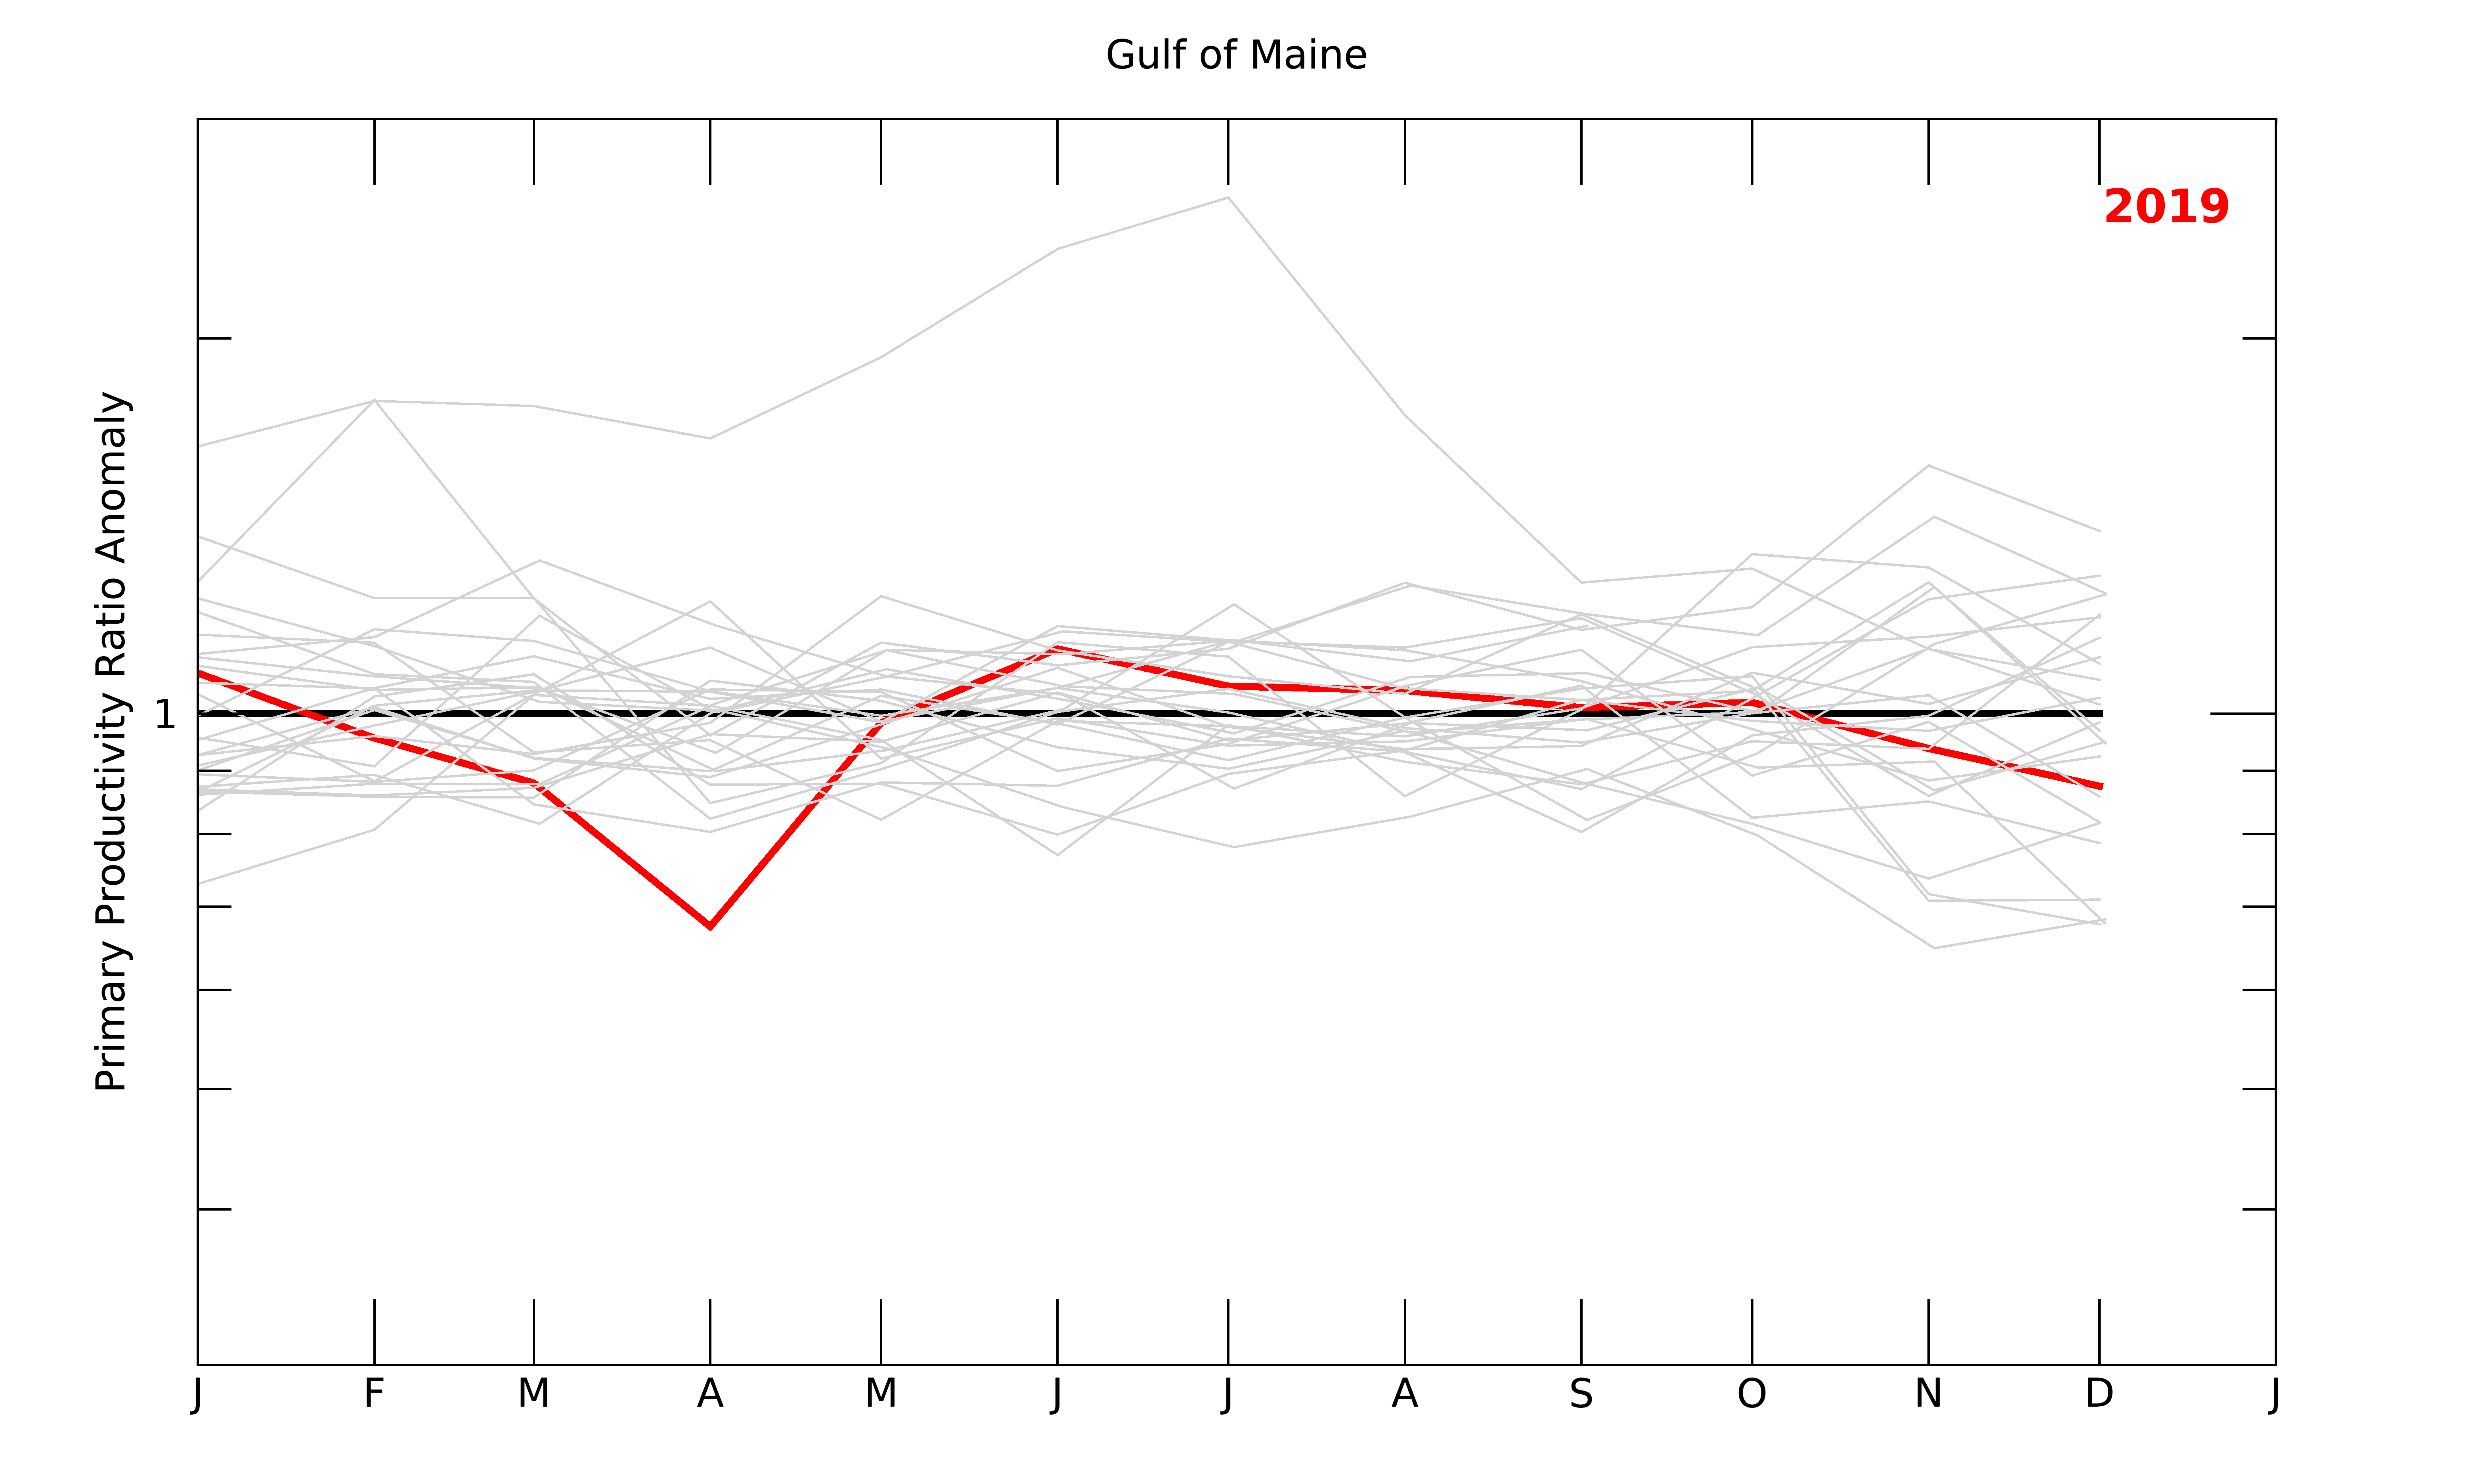 Gulf of Maine
2019
Primary Productivity Ratio Anomaly
1
J F M A M J J A S O N D J